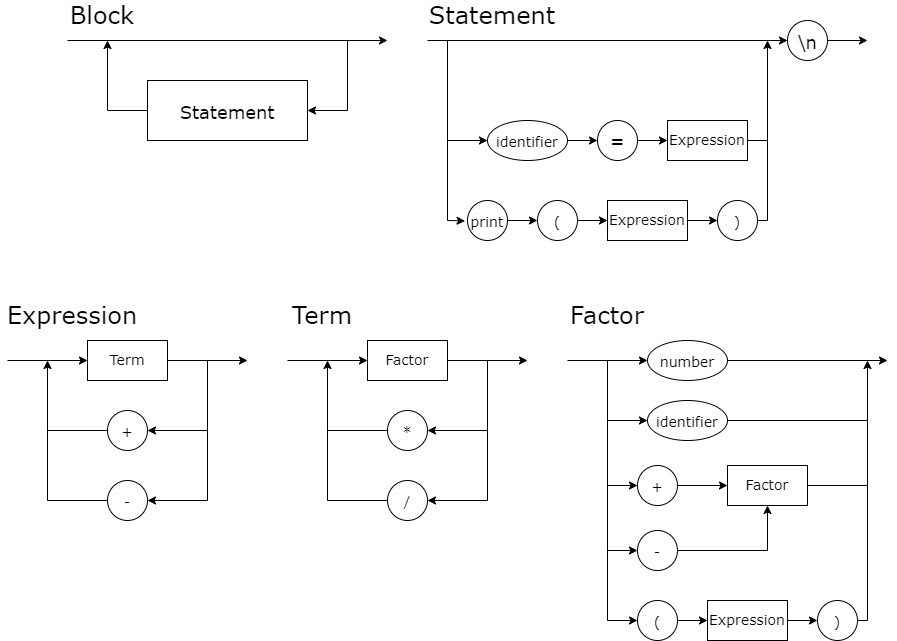 Block
Statement
Statement
\n
identifier
=
Expression
print
(
Expression
)
Expression
Term
+
-
Term
Factor
*
/
Factor
number
identifier
+
Factor
-
(
Expression
)